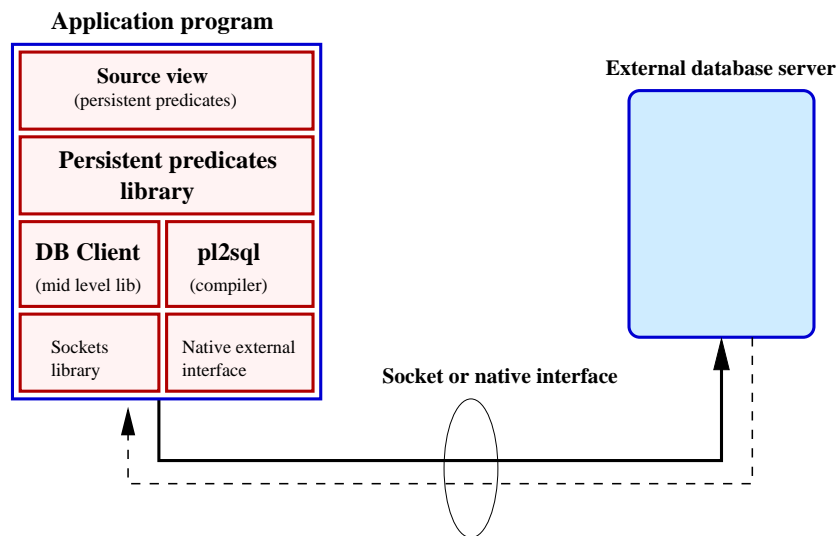 Application program
Source view
(persistent predicates)
Persistent predicates
library
DB Client
(mid level lib)
pl2sql
(compiler)
Sockets
library
Native external
interface
External database server
Socket or native interface